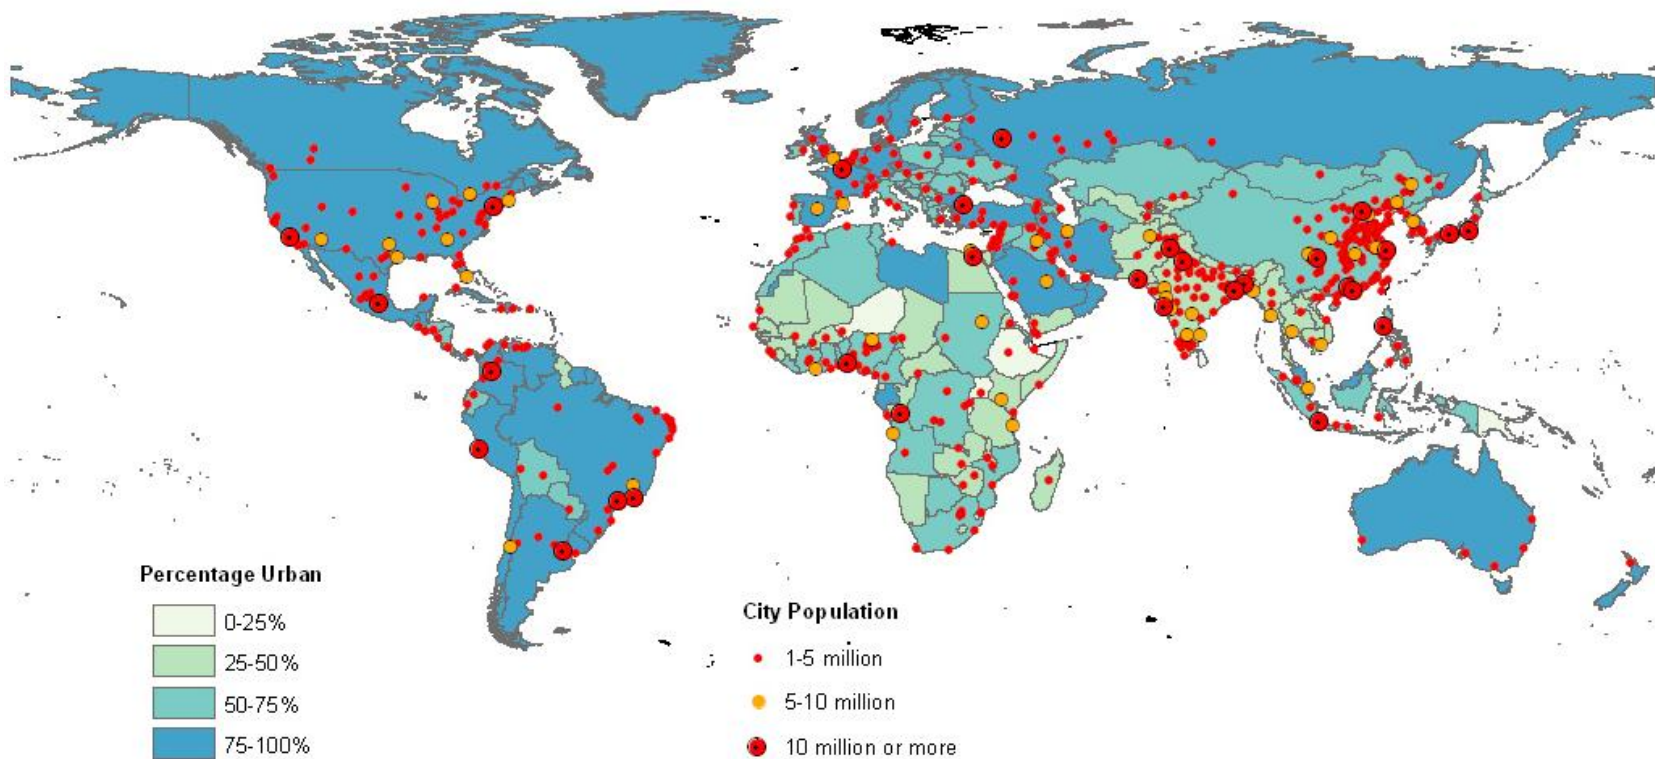 Percentage Urban
0-25%
25-50%
50-75%
75-100%
City Population
1-5 million
5-10 million
10 million or more